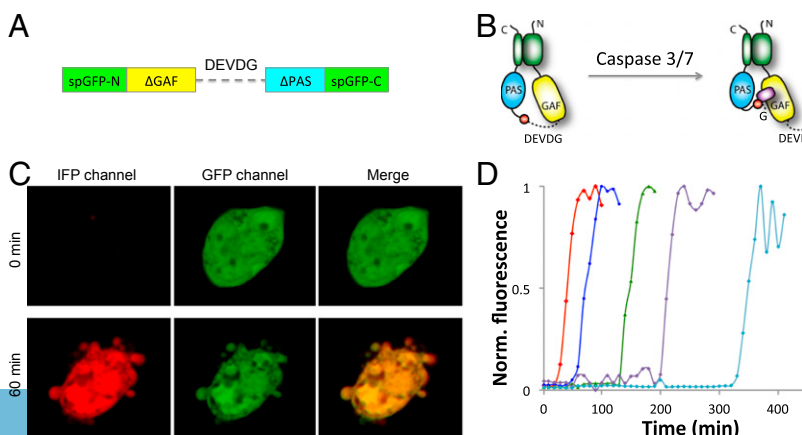 A
DEVDG
spGFP-N ΔGAF ΔPAS spGFP-C
B
C N
PAS
GAF
DEVDG
Caspase 3/7
C N
PAS
GAF
G
C
IFP channel GFP channel Merge
0 min
60 min
D
Norm. fluorescence
1
0.5
0
0 100 200 300 400
Time (min)